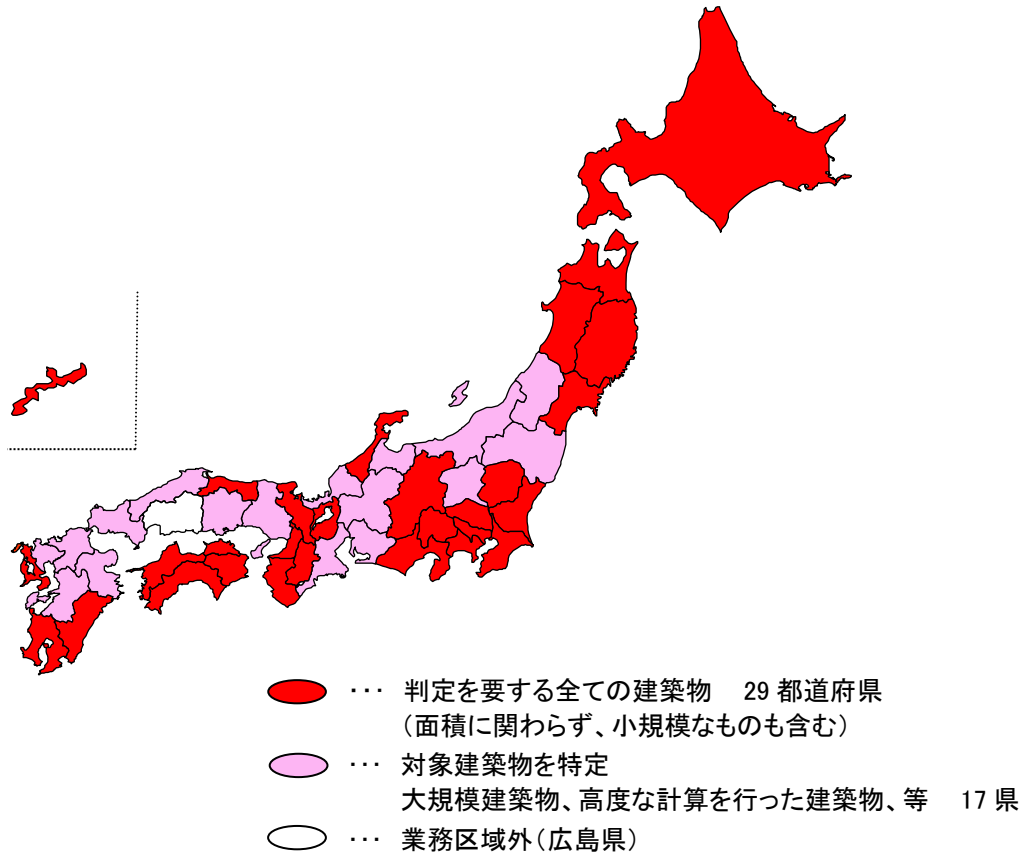 ・・・ 判定を要する全ての建築物 29 都道府県
（面積に関わらず、小規模なものも含む）
・・・ 対象建築物を特定
大規模建築物、高度な計算を行った建築物、等 17 県
・・・ 業務区域外（広島県）